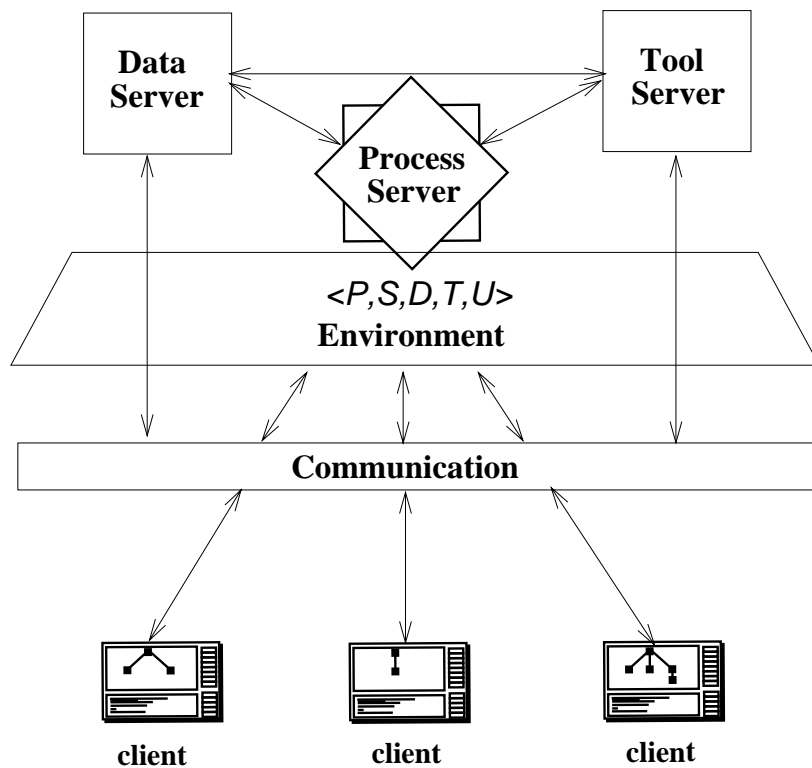 Data
Server
Tool
Server
Process
Server
<P,S,D,T,U>
Environment
Communication
client
client
client